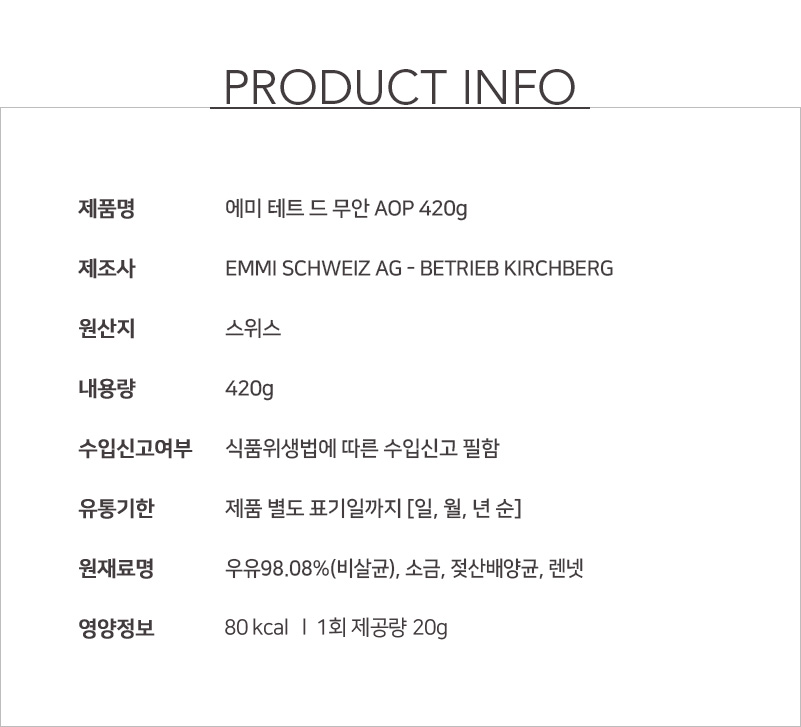 PRODUCT INFO
제품명 에미 테트 드 무안 AOP 420g
제조사 EMMI SCHWEIZ AG - BETRIEB KIRCHBERG
원산지 스위스
내용량 420g
수입신고여부 식품위생법에 따른 수입신고 필함
유통기한 제품 별도 표기일까지 [일, 월, 년 순]
원재료명 우유98.08%(비살균), 소금, 젖산배양균, 렌넷
영양정보 80 kcal ㅣ 1회 제공량 20g